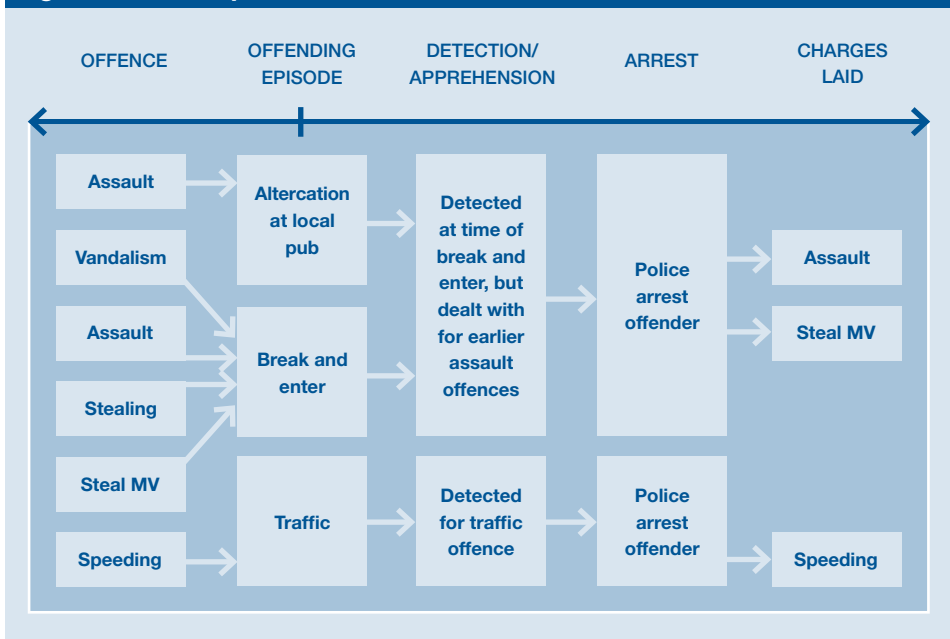 OFFENCE
OFFENDING
EPISODE
DETECTION/
APPREHENSION
ARREST
CHARGES
LAID
Assault
Vandalism
Assault
Stealing
Steal MV
Speeding
Altercation
at local
pub
Break and
enter
Traffic
Detected
at time of
break and
enter, but
dealt with
for earlier
assault
offences
Detected
for traffic
offence
Police
arrest
offender
Police
arrest
offender
Assault
Steal MV
Speeding